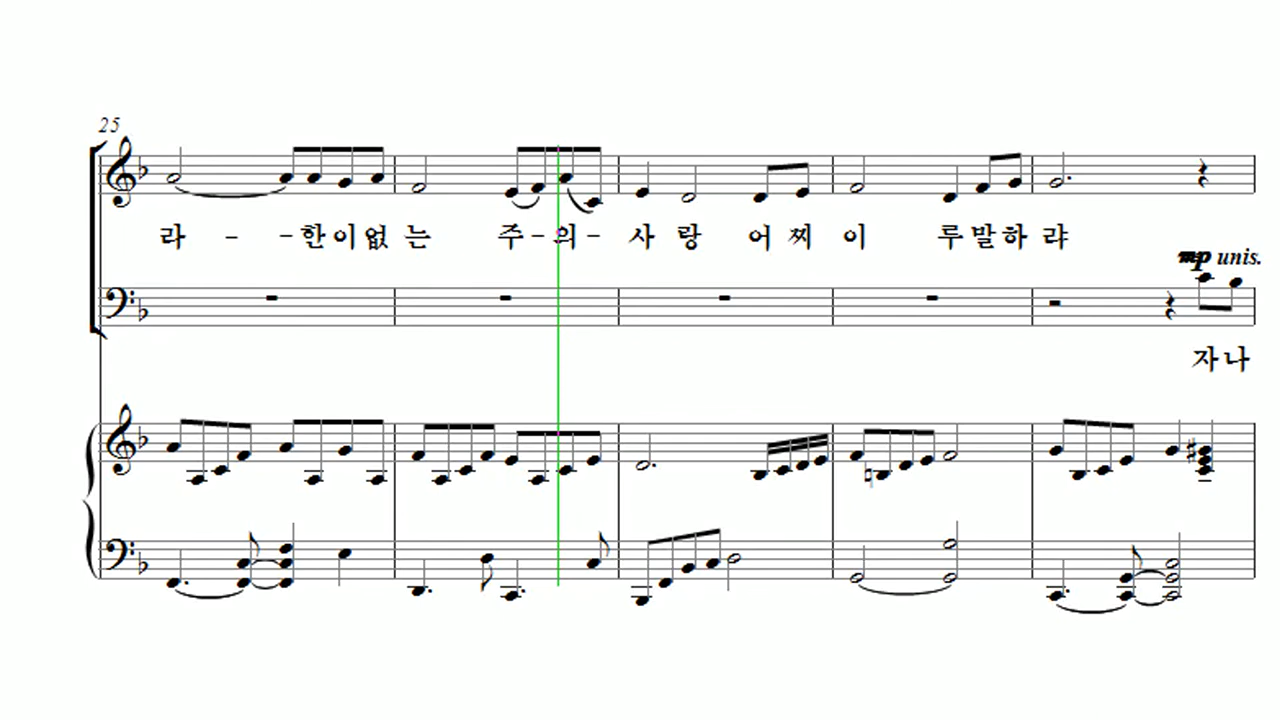 25
라 - - 한 이 없 는 주 - 의 - 사 랑 어 찌 이 루 말 하 랴
mp unis.
자 나